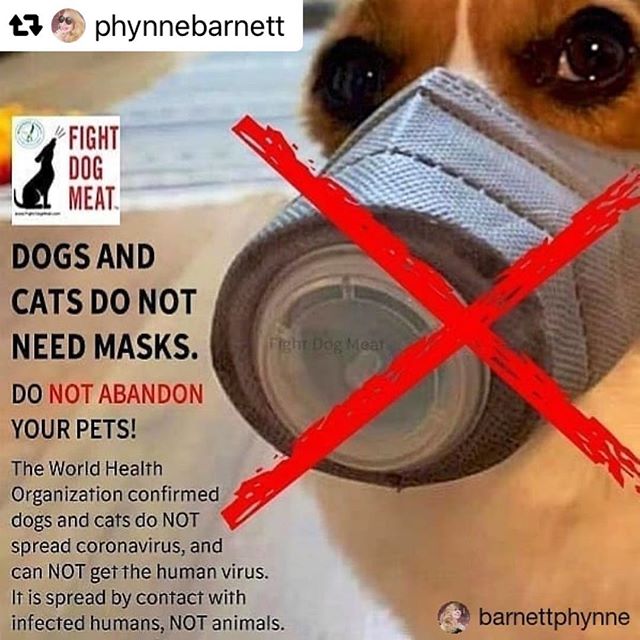 phynnebarnett
FIGHT
DOG
MEAT
DOGS AND
CATS DO NOT
NEED MASKS.
DO NOT ABANDON
YOUR PETS!
The World Health
Organization confirmed
dogs and cats do NOT
spread coronavirus, and
can NOT get the human virus.
It is spread by contact with
infected humans, NOT animals.
Fight Dog Meat
barnettphynne